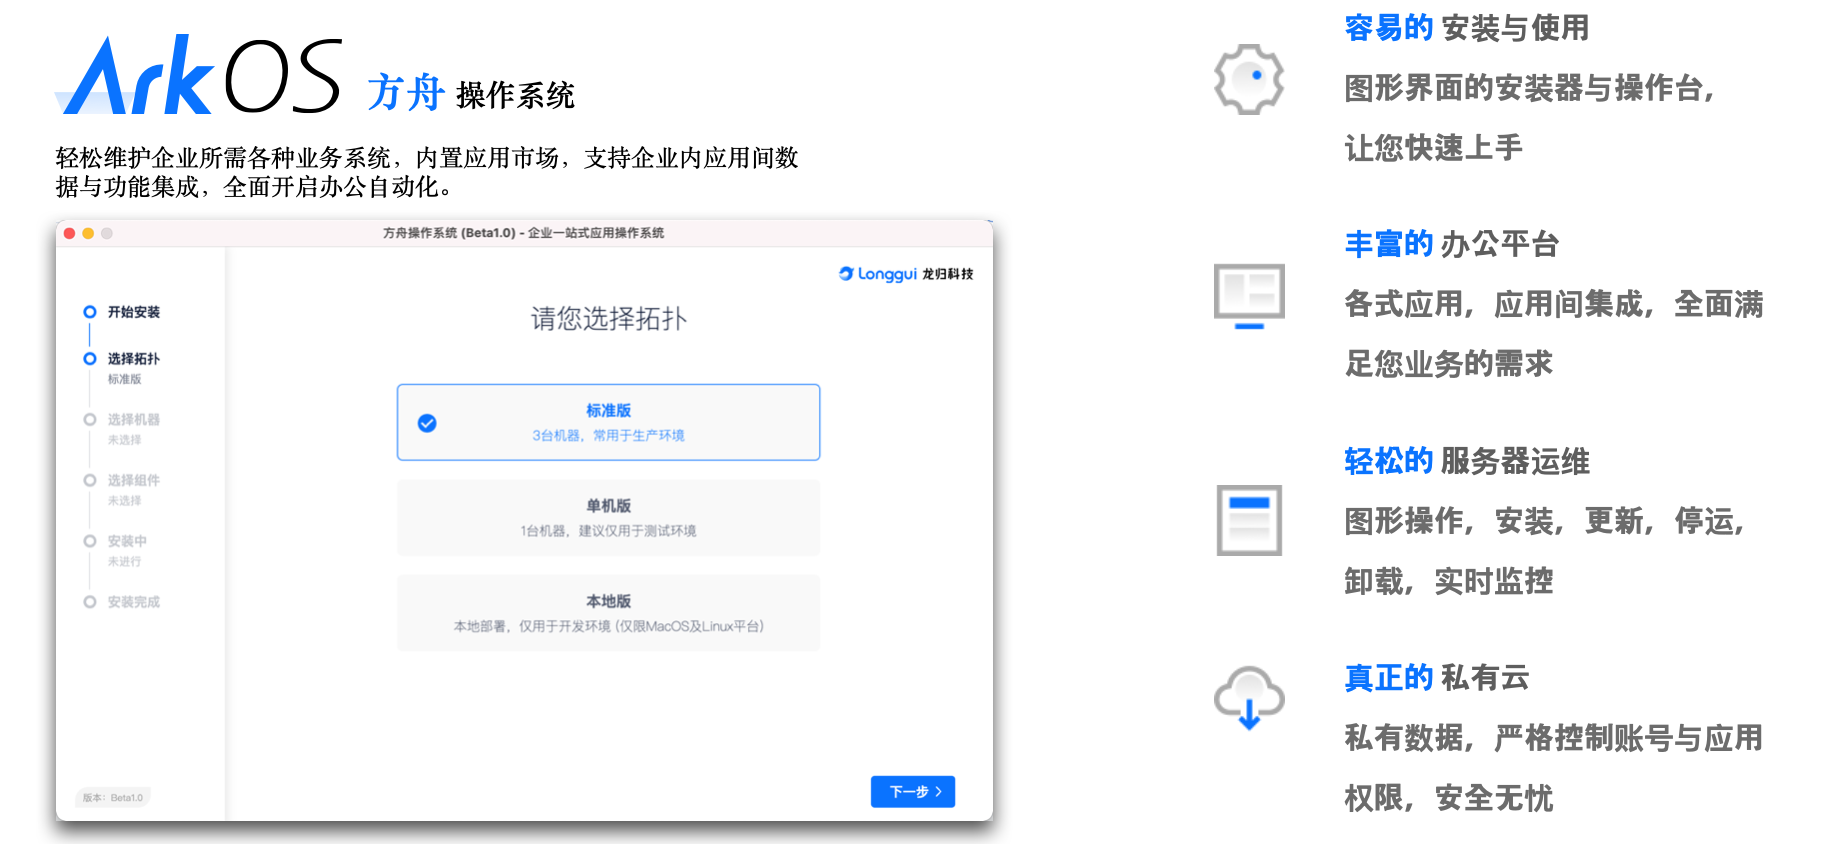 ArkOS 方舟 操作系统
轻松维护企业所需各种业务系统，内置应用市场，支持企业内应用间数
据与功能集成，全面开启办公自动化。
方舟操作系统 (Beta1.0) - 企业一站式应用操作系统
Longgui 龙归科技
开始安装
选择拓扑
标准版
选择机器
未选择
选择组件
未选择
安装中
未进行
安装完成
版本：Beta1.0
请您选择拓扑
标准版
3台机器，常用于生产环境
单机版
1台机器，建议仅用于测试环境
本地版
本地部署，仅用于开发环境 (仅限MacOS及Linux平台)
下一步
容易的 安装与使用
图形界面的安装器与操作台，
让您快速上手
丰富的 办公平台
各式应用，应用间集成，全面满
足您业务的需求
轻松的 服务器运维
图形操作，安装，更新，停运，
卸载，实时监控
真正的 私有云
私有数据，严格控制账号与应用
权限，安全无忧